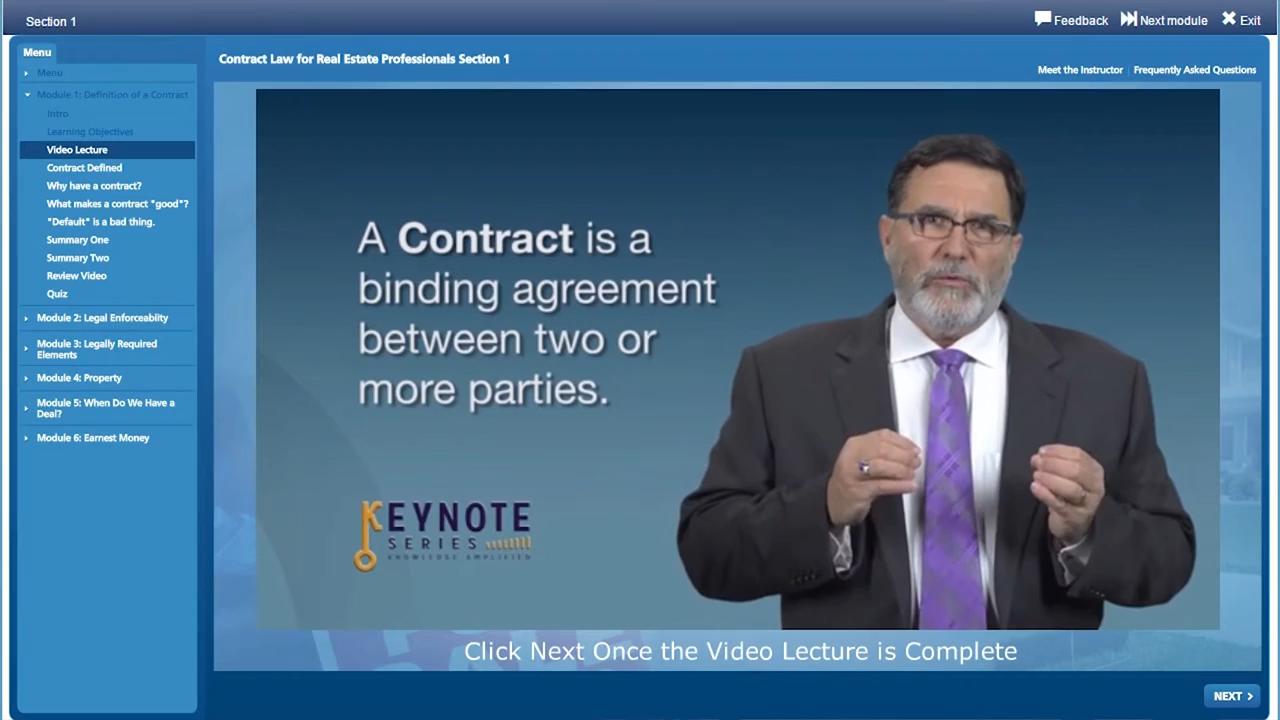 Section 1
Feedback
Next module
Exit
Menu
Contract Law for Real Estate Professionals Section 1
Meet the Instructor | Frequently Asked Questions
Menu
Module 1: Definition of a Contract
Intro
Learning Objectives
Video Lecture
Contract Defined
Why have a contract?
What makes a contract "good"?
"Default" is a bad thing.
Summary One
Summary Two
Review Video
Quiz
Module 2: Legal Enforceabiity
Module 3: Legally Required
Elements
Module 4: Property
Module 5: When Do We Have a
Deal?
Module 6: Earnest Money
A Contract is a
binding agreement
between two or
more parties.
KEYNOTE
SERIES
KNOWLEDGE AMPLIFIED
Click Next Once the Video Lecture is Complete
NEXT